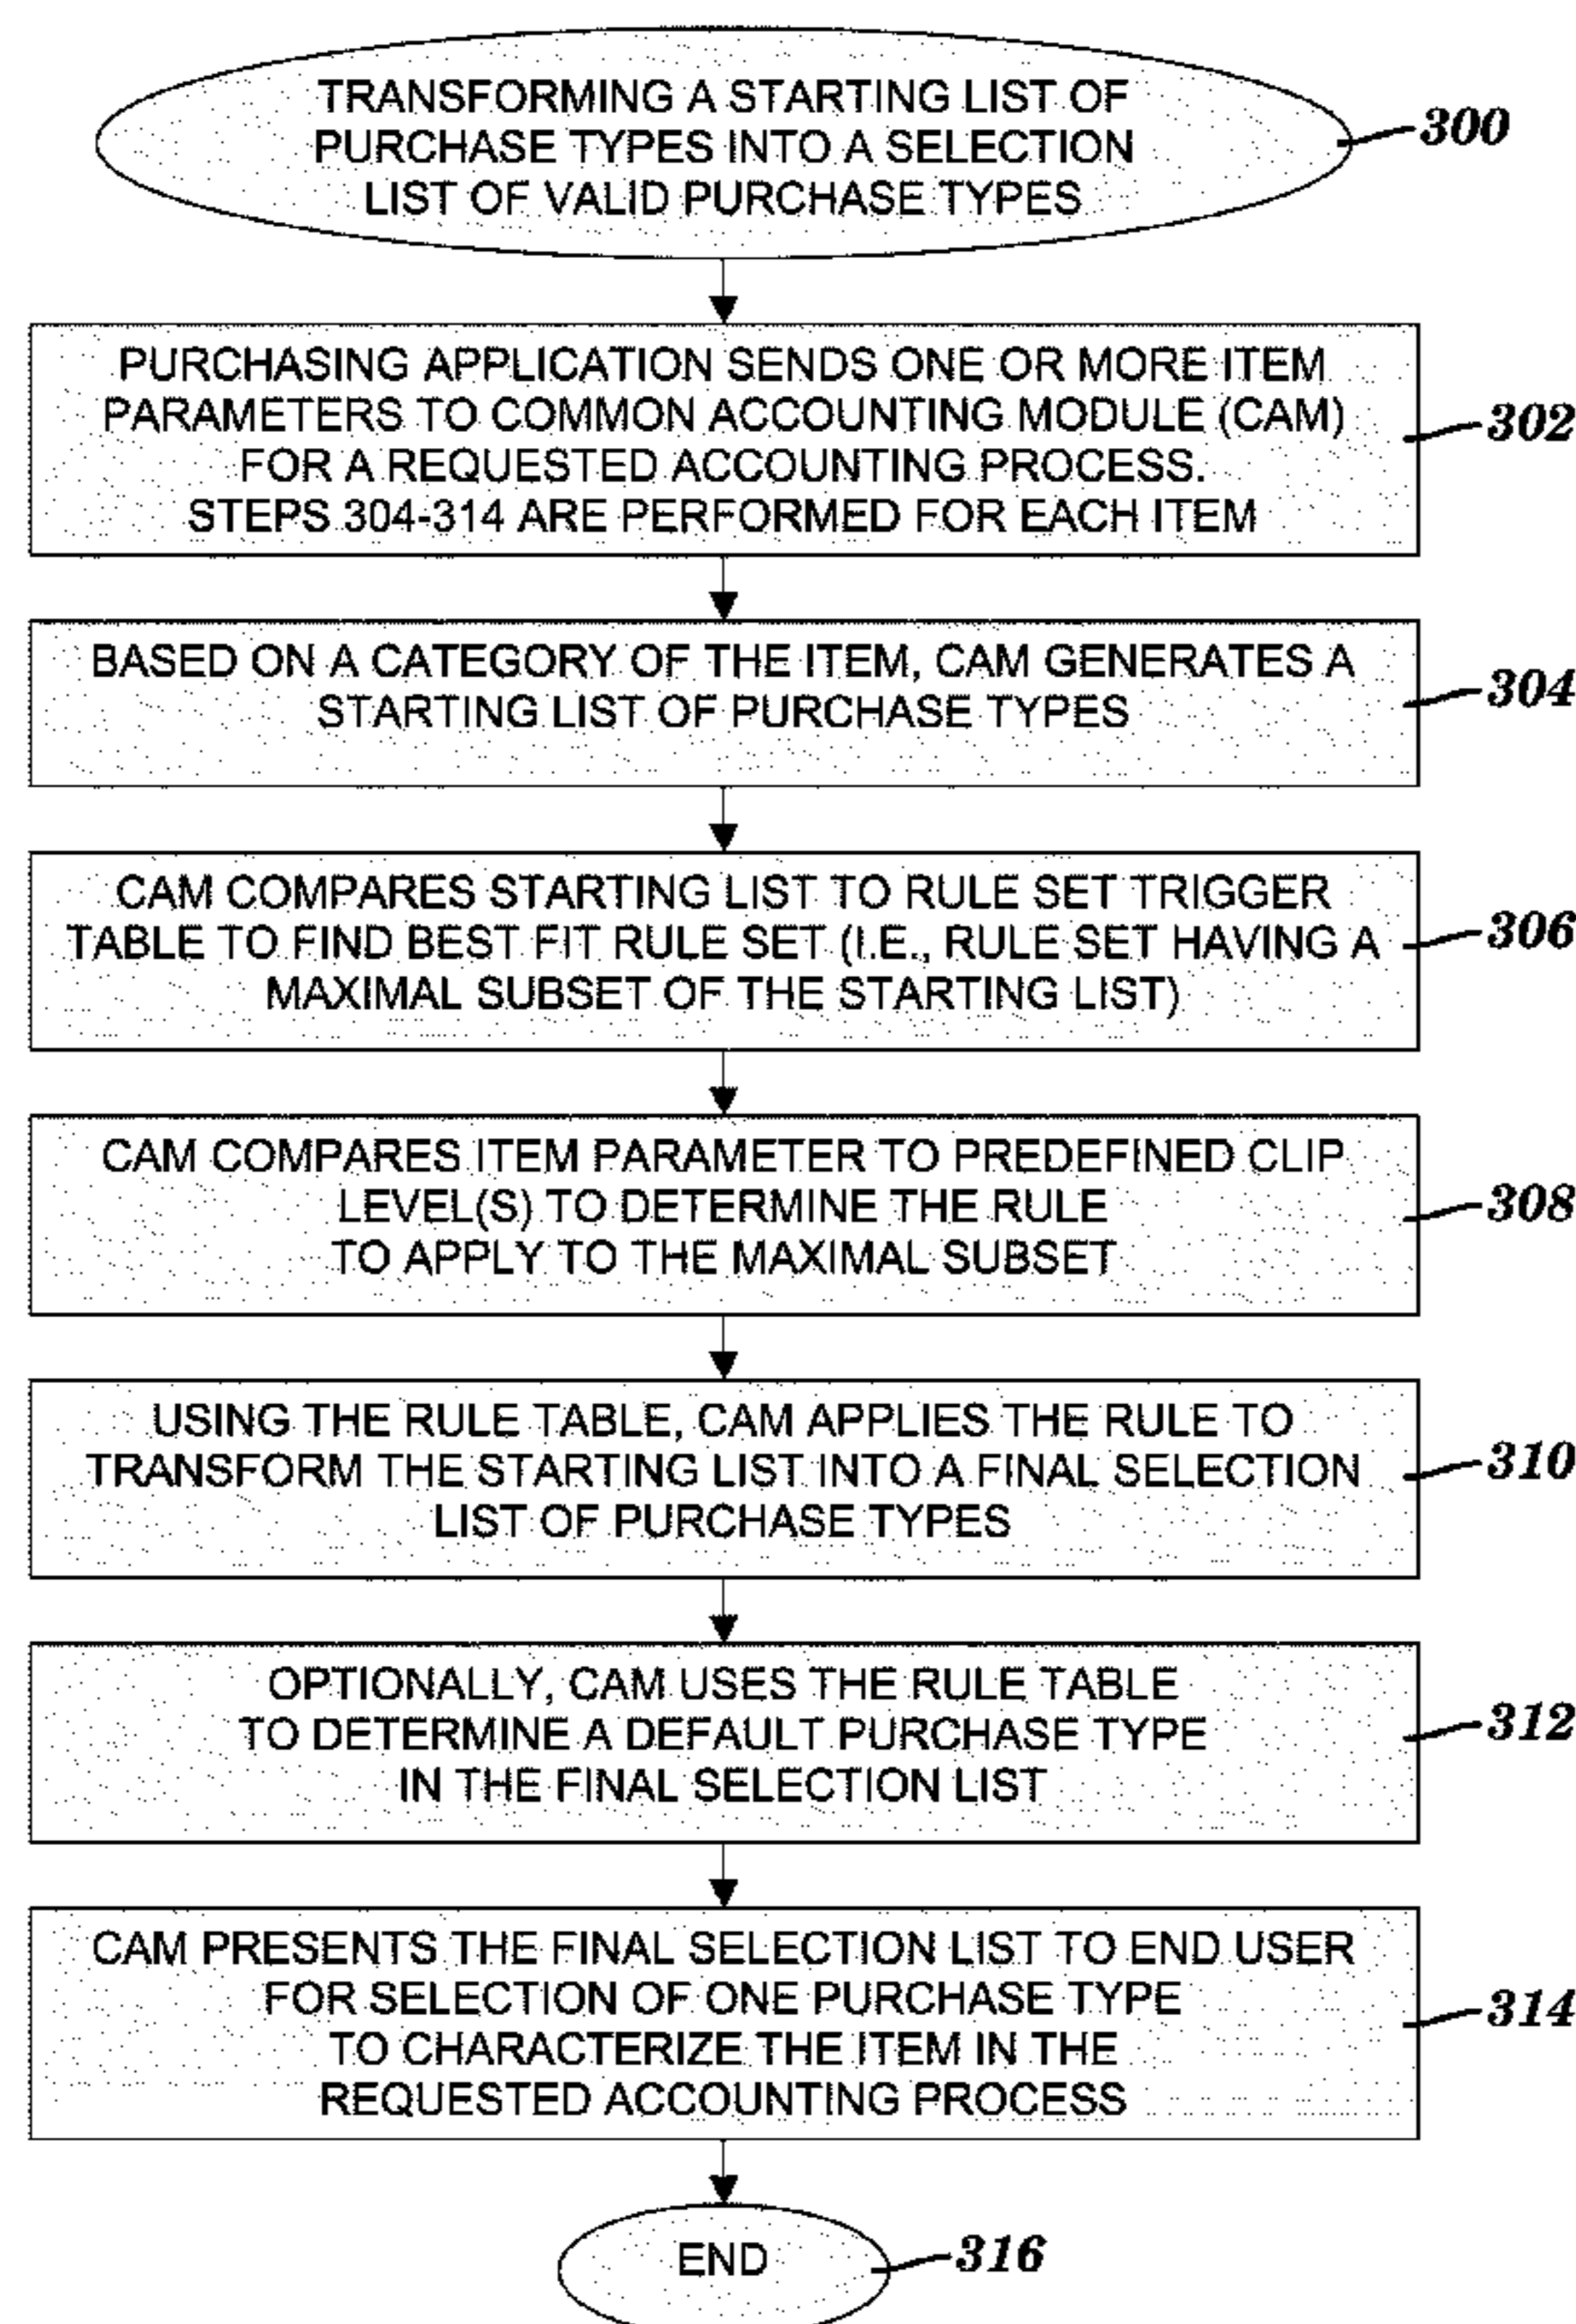 TRANSFORMING A STARTING LIST OF
PURCHASE TYPES INTO A SELECTION
LIST OF VALID PURCHASE TYPES
300
PURCHASING APPLICATION SENDS ONE OR MORE ITEM
PARAMETERS TO COMMON ACCOUNTING MODULE (CAM)
FOR A REQUESTED ACCOUNTING PROCESS.
STEPS 304-314 ARE PERFORMED FOR EACH ITEM
302
BASED ON A CATEGORY OF THE ITEM, CAM GENERATES A
STARTING LIST OF PURCHASE TYPES
304
CAM COMPARES STARTING LIST TO RULE SET TRIGGER
TABLE TO FIND BEST FIT RULE SET (I.E., RULE SET HAVING A
MAXIMAL SUBSET OF THE STARTING LIST)
306
CAM COMPARES ITEM PARAMETER TO PREDEFINED CLIP
LEVEL(S) TO DETERMINE THE RULE
TO APPLY TO THE MAXIMAL SUBSET
308
USING THE RULE TABLE, CAM APPLIES THE RULE TO
TRANSFORM THE STARTING LIST INTO A FINAL SELECTION
LIST OF PURCHASE TYPES
310
OPTIONALLY, CAM USES THE RULE TABLE
TO DETERMINE A DEFAULT PURCHASE TYPE
IN THE FINAL SELECTION LIST
312
CAM PRESENTS THE FINAL SELECTION LIST TO END USER
FOR SELECTION OF ONE PURCHASE TYPE
TO CHARACTERIZE THE ITEM IN THE
REQUESTED ACCOUNTING PROCESS
314
END
316